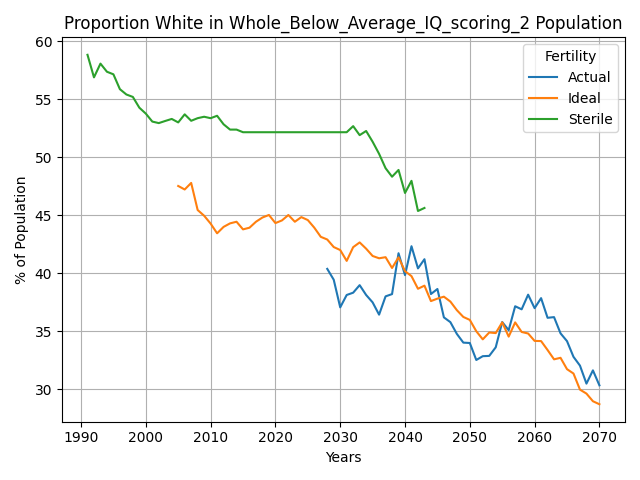 Proportion White in Whole_Below_Average_IQ_scoring_2 Population
Fertility
Actual
Ideal
Sterile
% of Population
60
55
50
45
40
35
30
1990 2000 2010 2020 2030 2040 2050 2060 2070
Years